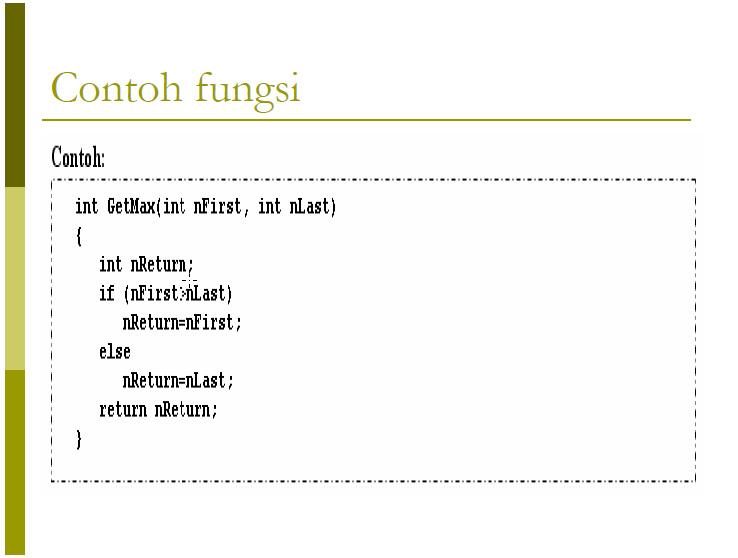 Contoh fungsi
Contoh:
int GetMax(int nFirst, int nLast)
{
int nReturn;
if (nFirst>nLast)
nReturn=nFirst;
else
nReturn=nLast;
return nReturn;
}